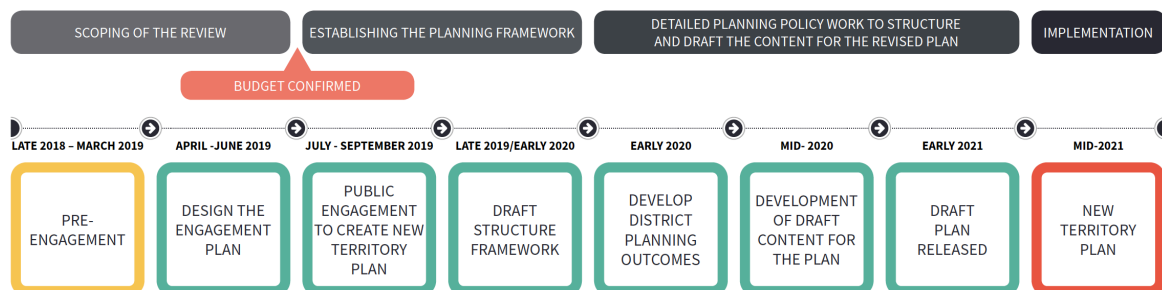 SCOPING OF THE REVIEW
ESTABLISHING THE PLANNING FRAMEWORK
DETAILED PLANNING POLICY WORK TO STRUCTURE
AND DRAFT THE CONTENT FOR THE REVISED PLAN
IMPLEMENTATION
BUDGET CONFIRMED
LATE 2018 – MARCH 2019
APRIL -JUNE 2019
JULY - SEPTEMBER 2019
LATE 2019/EARLY 2020
EARLY 2020
MID- 2020
EARLY 2021
MID-2021
PRE-
ENGAGEMENT
DESIGN THE
ENGAGEMENT
PLAN
PUBLIC
ENGAGEMENT
TO CREATE NEW
TERRITORY
PLAN
DRAFT
STRUCTURE
FRAMEWORK
DEVELOP
DISTRICT
PLANNING
OUTCOMES
DEVELOPMENT
OF DRAFT
CONTENT FOR
THE PLAN
DRAFT
PLAN
RELEASED
NEW
TERRITORY
PLAN